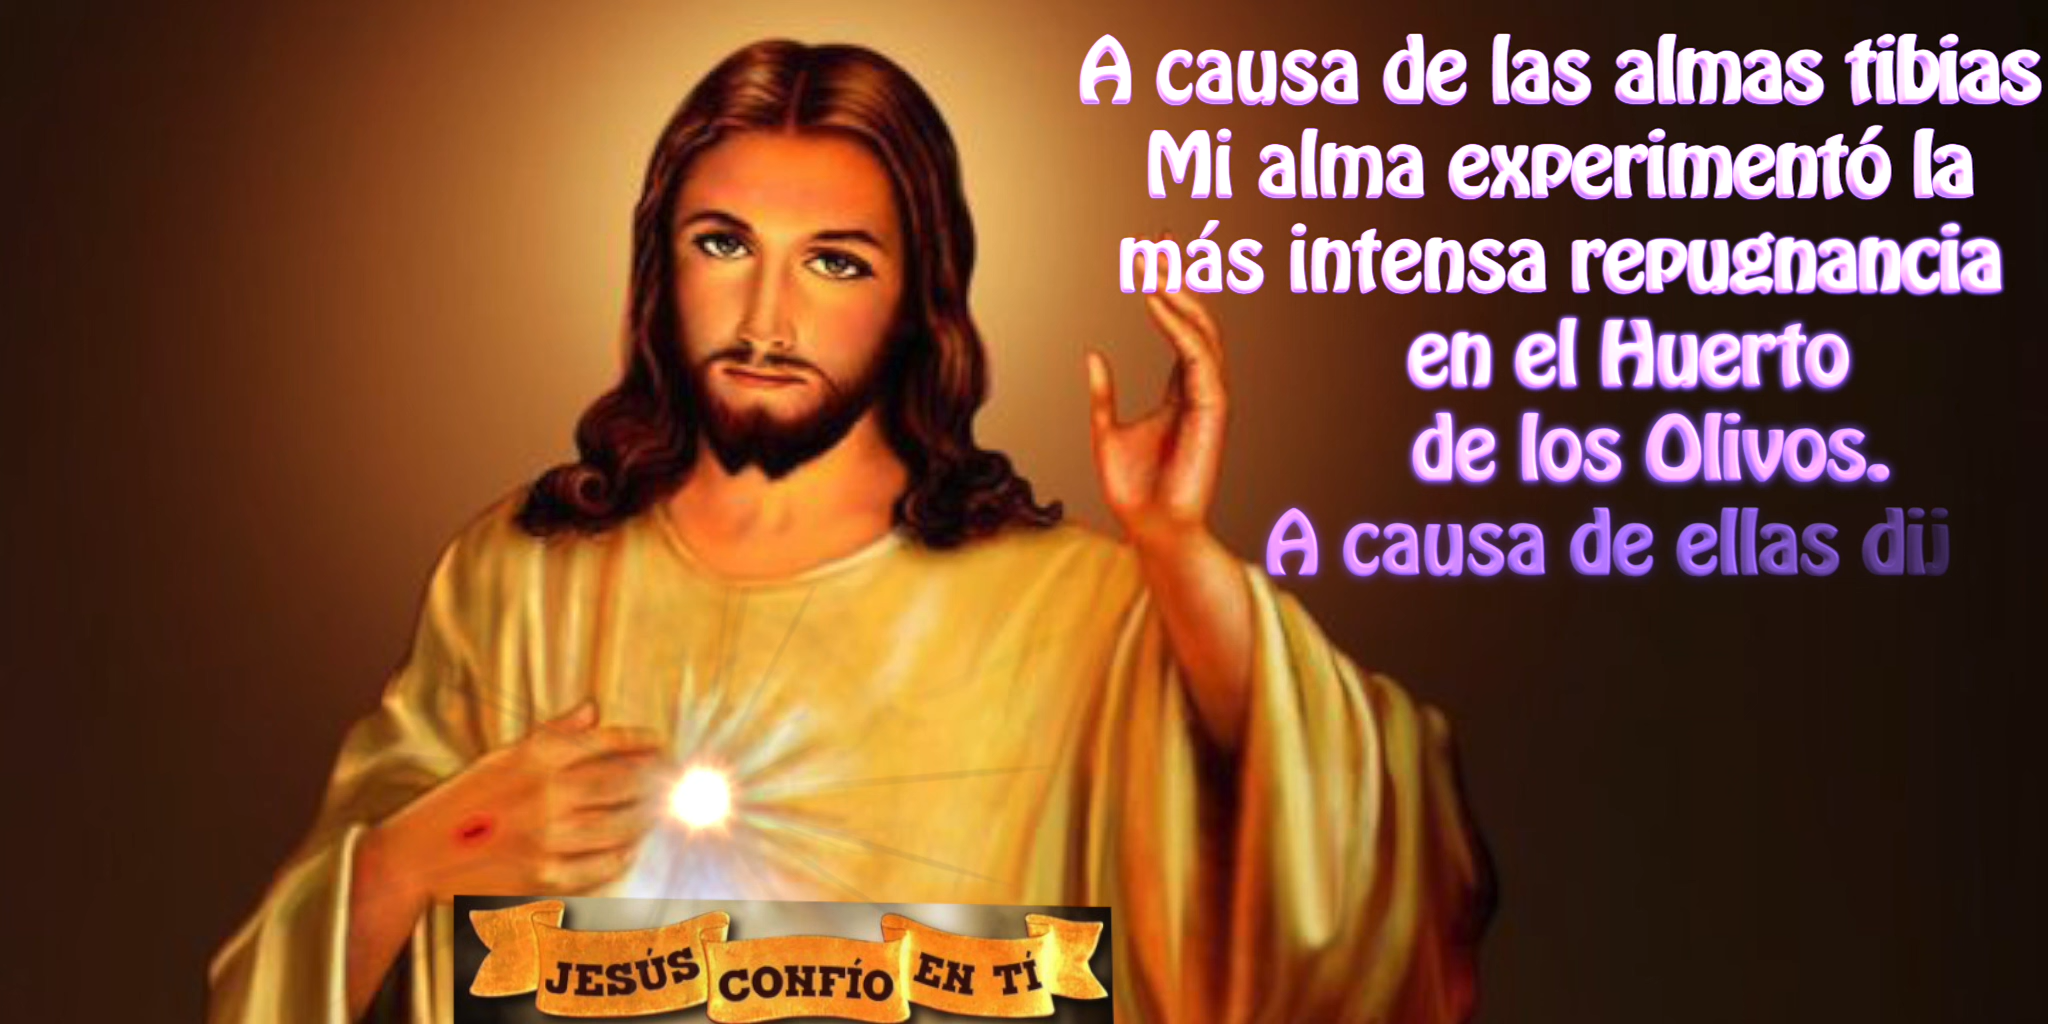 A causa de las almas tibias
Mi alma experimentó la
más intensa repugnancia
en el Huerto
de los Olivos.
A causa de ellas dij
JESÚS CONFÍO EN TÍ